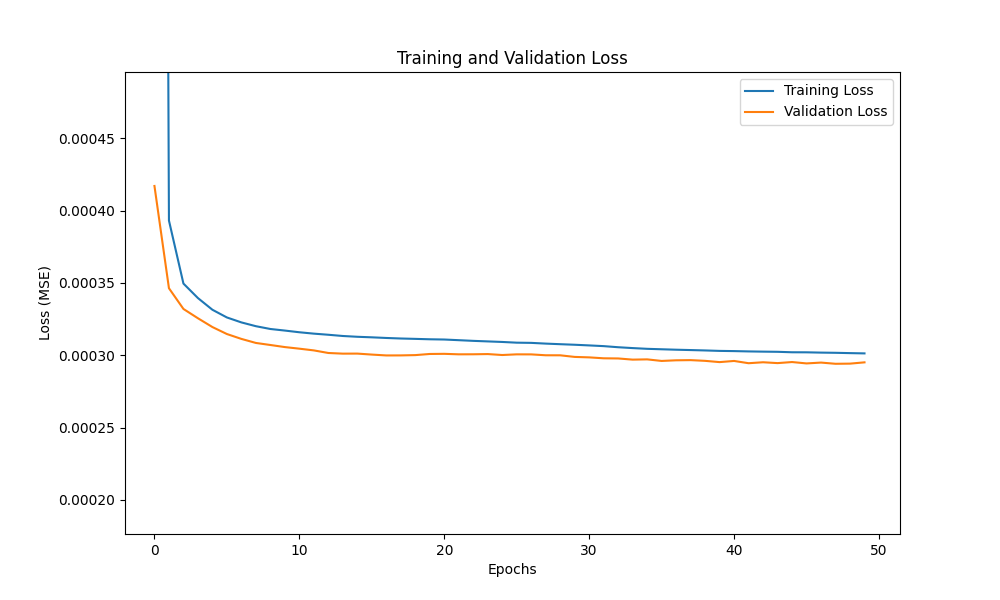 Training and Validation Loss
Training Loss
Validation Loss
0.00045
0.00040
0.00035
0.00030
0.00025
0.00020
Loss (MSE)
0 10 20 30 40 50
Epochs